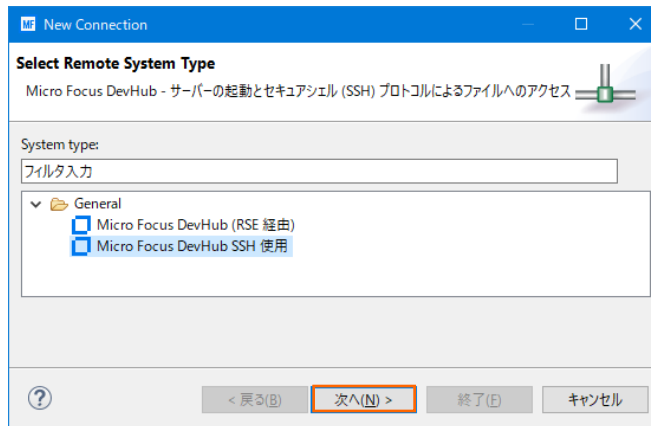 MF New Connection
Select Remote System Type
Micro Focus DevHub - サーバーの起動とセキュアシェル (SSH) プロトコルによるファイルへのアクセス
System type:
フィルタ入力
General
Micro Focus DevHub (RSE 経由)
Micro Focus DevHub SSH 使用
? < 戻る(B) 次へ(N) > 終了(F) キャンセル